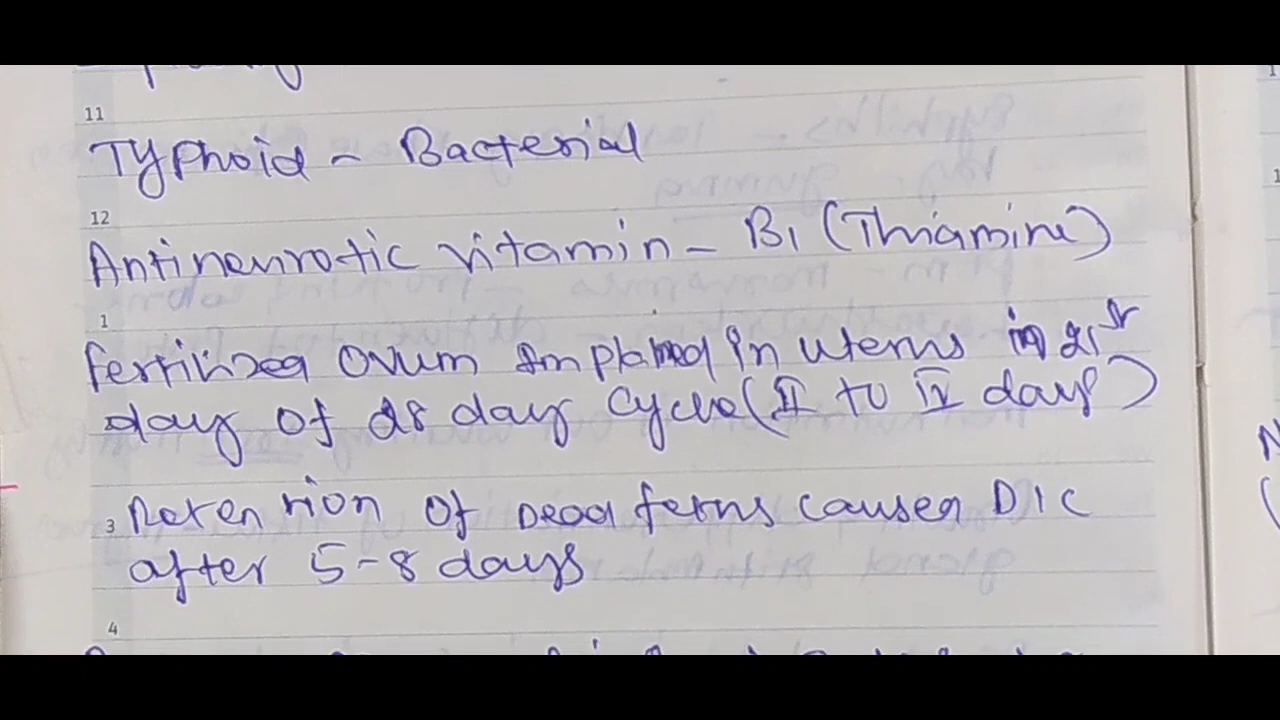 11
Typhoid - Bacterial
12
Antineurotic vitamin - B1 (Thiamine)
1
fertilized ovum Implanted in uterus in 21st
day of 28 day cycle (II to IV days)
3 Retention of Dead fetus causes DIC
after 5-8 days
4